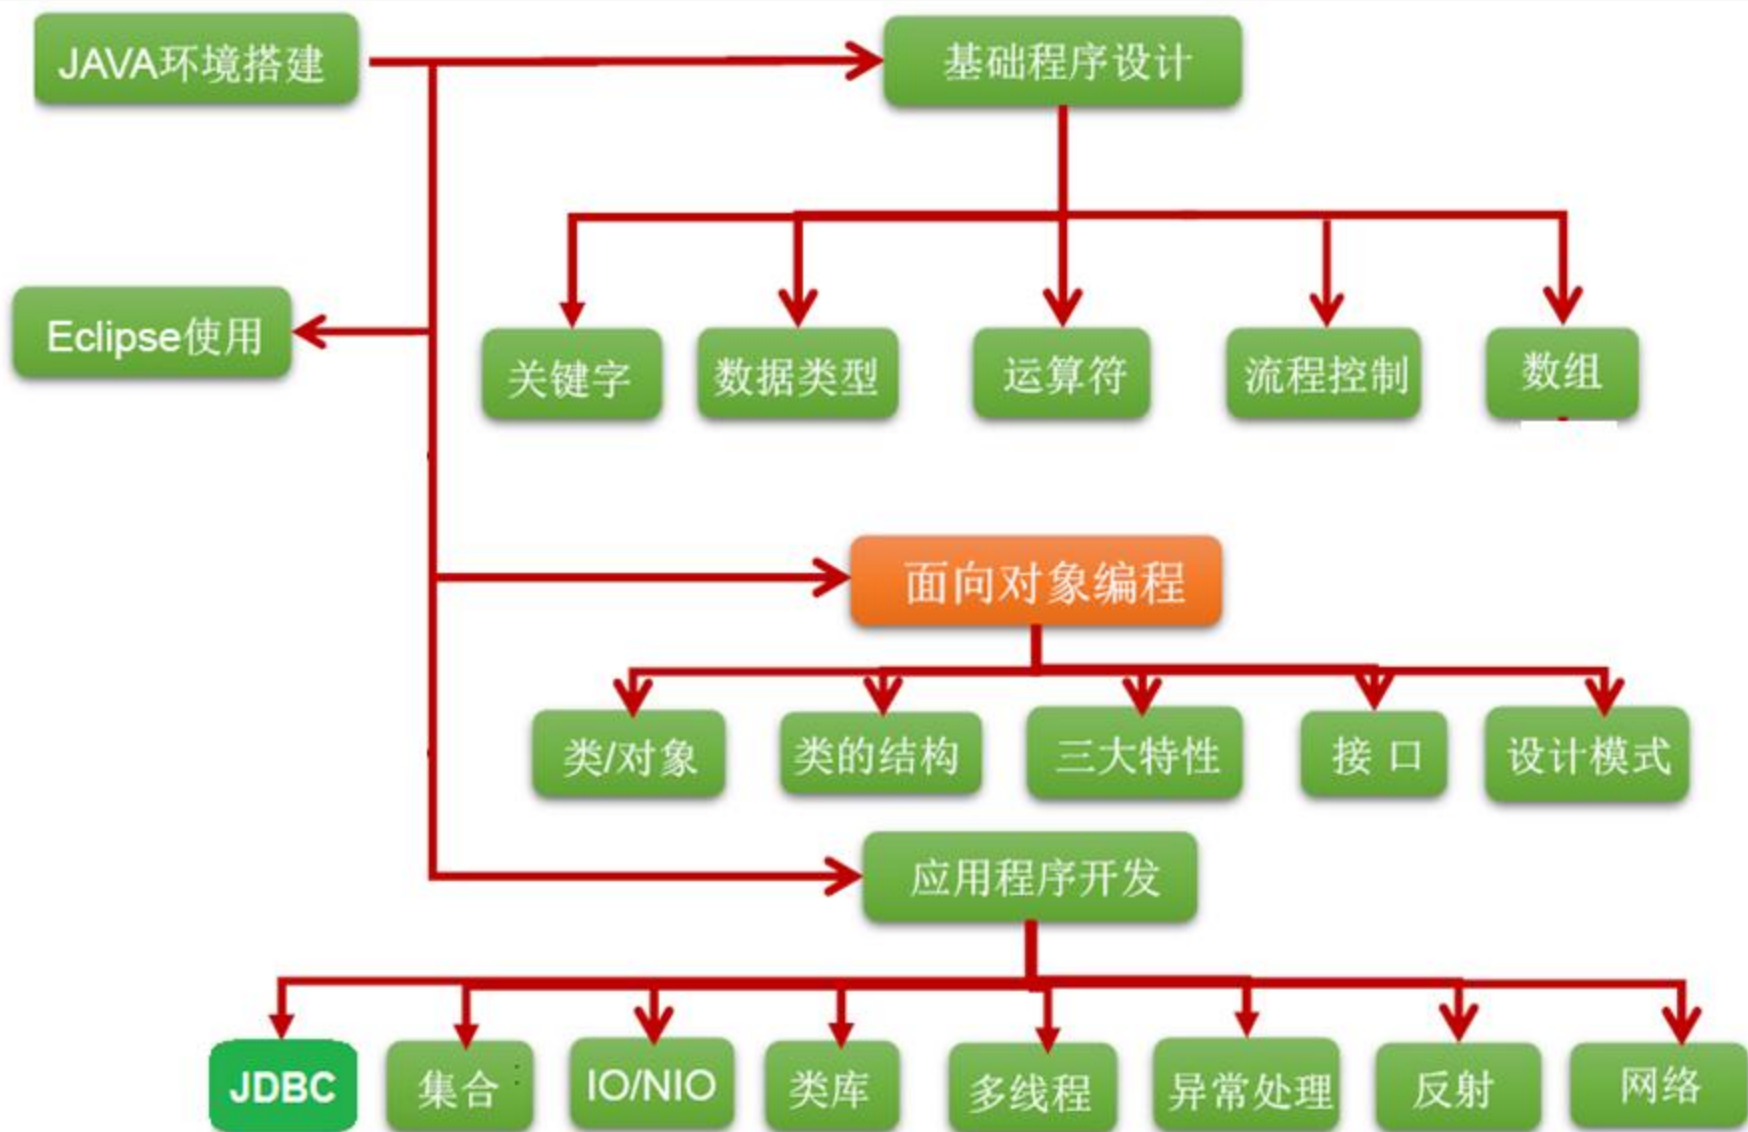 JAVA环境搭建
基础程序设计
Eclipse使用
关键字
数据类型
运算符
流程控制
数组
面向对象编程
类/对象
类的结构
三大特性
接 口
设计模式
应用程序开发
JDBC
集合 :
IO/NIO
类库
多线程
异常处理
反射
网络